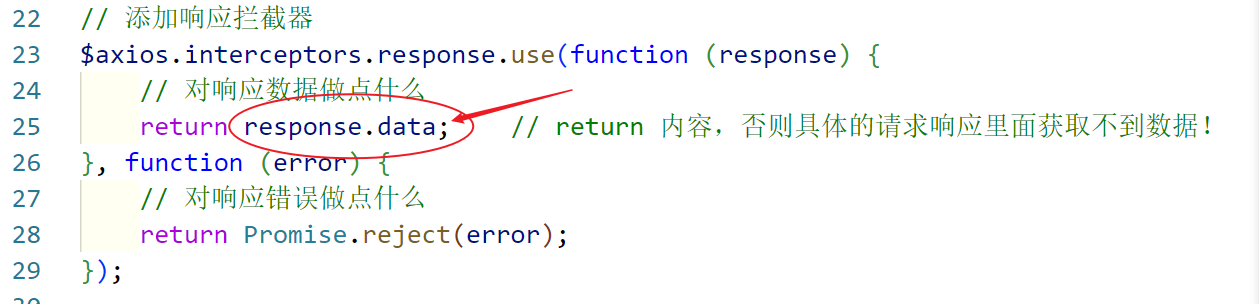 22 // 添加响应拦截器
23 $axios.interceptors.response.use(function (response) {
24 // 对响应数据做点什么
25 return response.data; // return 内容，否则具体的请求响应里面获取不到数据！
26 }, function (error) {
27 // 对响应错误做点什么
28 return Promise.reject(error);
29 });